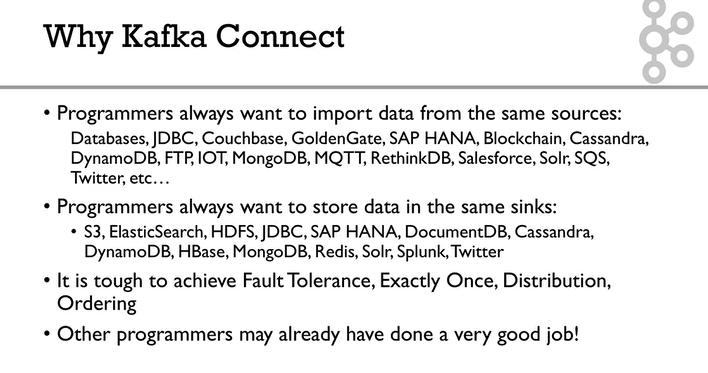 Why Kafka Connect
• Programmers always want to import data from the same sources:
Databases, JDBC, Couchbase, GoldenGate, SAP HANA, Blockchain, Cassandra,
DynamoDB, FTP, IOT, MongoDB, MQTT, RethinkDB, Salesforce, Solr, SQS,
Twitter, etc…
• Programmers always want to store data in the same sinks:
• S3, ElasticSearch, HDFS, JDBC, SAP HANA, DocumentDB, Cassandra,
DynamoDB, HBase, MongoDB, Redis, Solr, Splunk, Twitter
• It is tough to achieve Fault Tolerance, Exactly Once, Distribution,
Ordering
• Other programmers may already have done a very good job!